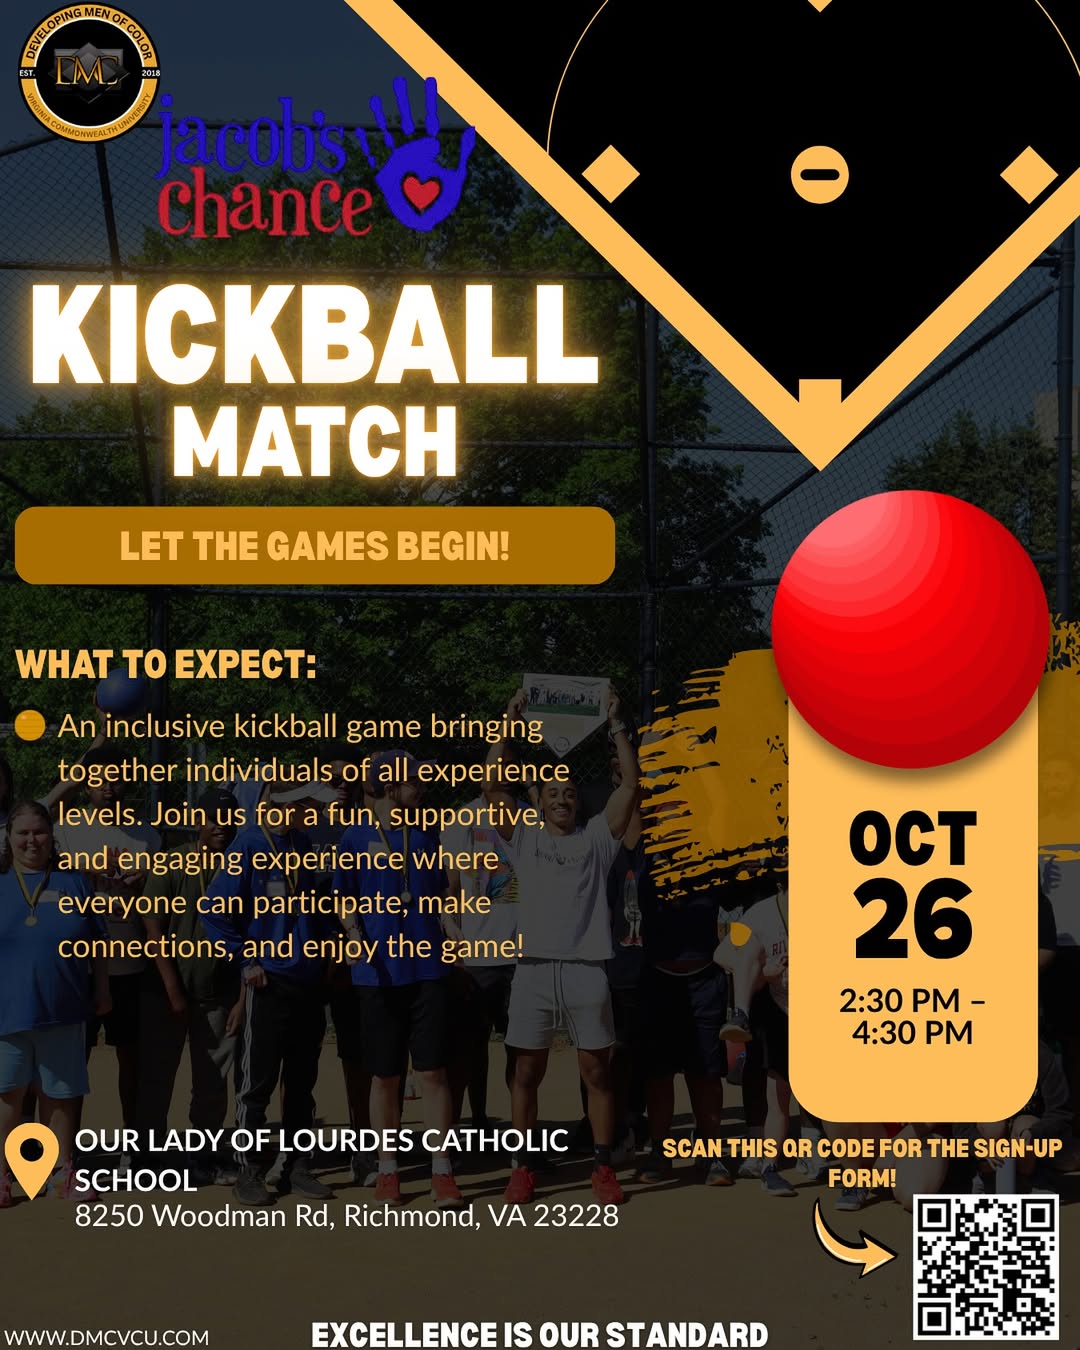 DEVELOPING MEN OF COLOR
EST. 2018
DMC
VIRGINIA COMMONWEALTH UNIVERSITY
jacob's
chance
KICKBALL
MATCH
LET THE GAMES BEGIN!
WHAT TO EXPECT:
An inclusive kickball game bringing
together individuals of all experience
levels. Join us for a fun, supportive,
and engaging experience where
everyone can participate, make
connections, and enjoy the game!
OCT
26
2:30 PM –
4:30 PM
OUR LADY OF LOURDES CATHOLIC
SCHOOL
8250 Woodman Rd, Richmond, VA 23228
SCAN THIS QR CODE FOR THE SIGN-UP
FORM!
WWW.DMCVCU.COM
EXCELLENCE IS OUR STANDARD